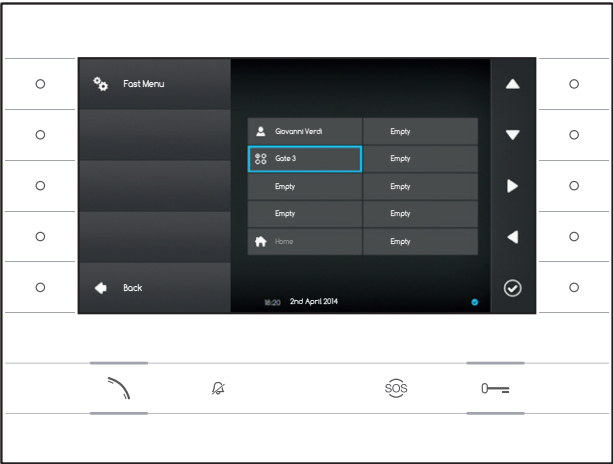 Fast Menu
Giovanni Verdi Empty
Gate 3 Empty
Empty Empty
Empty Empty
Home Empty
Back
18:20 2nd April 2014
SOS